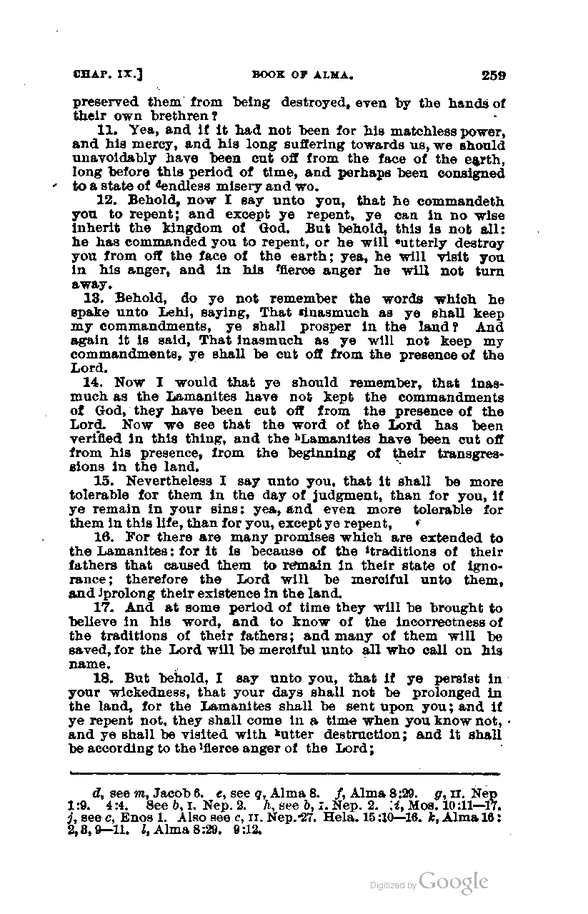 CHAP. IX.] BOOK OF ALMA. 259
preserved them from being destroyed, even by the hands of
their own brethren?
11. Yea, and if it had not been for his matchless power,
and his mercy, and his long suffering towards us, we should
unavoidably have been cut off from the face of the earth,
long before this period of time, and perhaps been consigned
to a state of ᵈendless misery and wo.
12. Behold, now I say unto you, that he commandeth
you to repent; and except ye repent, ye can in no wise
inherit the kingdom of God. But behold, this is not all:
he has commanded you to repent, or he will ᵉutterly destroy
you from off the face of the earth; yea, he will visit you
in his anger, and in his ᶠfierce anger he will not turn
away.
13. Behold, do ye not remember the words which he
spake unto Lehi, saying, That ᵍinasmuch as ye shall keep
my commandments, ye shall prosper in the land? And
again it is said, That inasmuch as ye will not keep my
commandments, ye shall be cut off from the presence of the
Lord.
14. Now I would that ye should remember, that inas-
much as the Lamanites have not kept the commandments
of God, they have been cut off from the presence of the
Lord. Now we see that the word of the Lord has been
verified in this thing, and the ʰLamanites have been cut off
from his presence, from the beginning of their transgres-
sions in the land.
15. Nevertheless I say unto you, that it shall be more
tolerable for them in the day of judgment, than for you, if
ye remain in your sins: yea, and even more tolerable for
them in this life, than for you, except ye repent,
16. For there are many promises which are extended to
the Lamanites: for it is because of the ⁱtraditions of their
fathers that caused them to remain in their state of igno-
rance; therefore the Lord will be merciful unto them,
and ʲprolong their existence in the land.
17. And at some period of time they will be brought to
believe in his word, and to know of the incorrectness of
the traditions of their fathers; and many of them will be
saved, for the Lord will be merciful unto all who call on his
name.
18. But behold, I say unto you, that if ye persist in
your wickedness, that your days shall not be prolonged in
the land, for the Lamanites shall be sent upon you; and if
ye repent not, they shall come in a time when you know not,
and ye shall be visited with ᵏutter destruction; and it shall
be according to the ˡfierce anger of the Lord;
d, see m, Jacob 6. e, see q, Alma 8. f, Alma 8:29. g, II. Nep
1:9. 4:4. See b, I. Nep. 2. h, see b, I. Nep. 2. i, Mos. 10:11—17.
j, see c, Enos 1. Also see c, II. Nep. 27. Hela. 15:10—16. k, Alma 16:
2, 3, 9—11. l, Alma 8:29. 9:12.
Digitized by Google